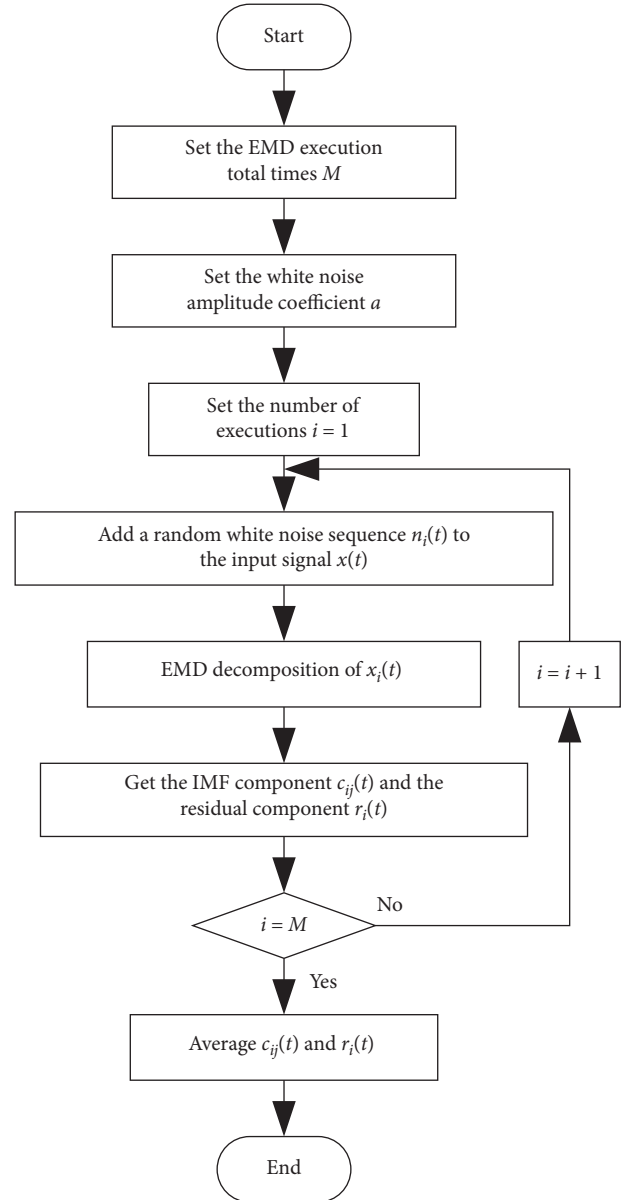 Start
Set the EMD execution
total times M
Set the white noise
amplitude coefficient a
Set the number of
executions i = 1
Add a random white noise sequence nᵢ(t) to
the input signal x(t)
EMD decomposition of xᵢ(t)
i = i + 1
Get the IMF component cᵢⱼ(t) and the
residual component rᵢ(t)
No
i = M
Yes
Average cᵢⱼ(t) and rᵢ(t)
End